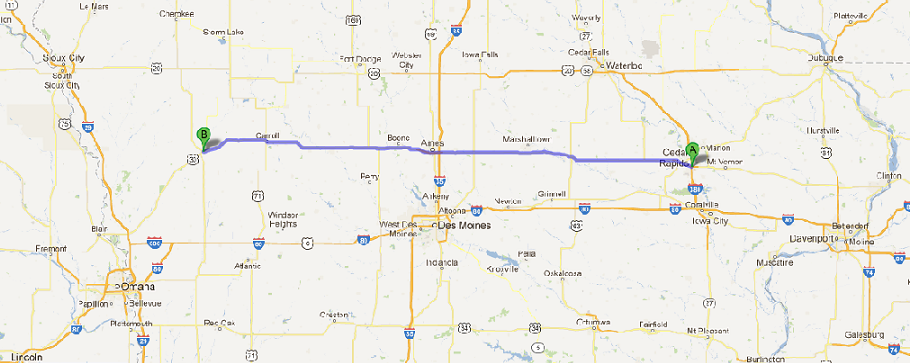 Le Mars
Cherokee
Storm Lake
Waverly
Platteville
Sioux City
South
Sioux City
Fort Dodge
Webster
City
Iowa Falls
Cedar Falls
Waterloo
Dubuque
B
Carroll
Boone
Ames
Marshalltown
A
Cedar
Rapids
Marion
Mt Vernon
Hurstville
Clinton
Perry
Ankeny
Altoona
Newton
Grinnell
Coralville
Iowa City
Windsor
Heights
West Des
Moines
Des Moines
Davenport
Bettendorf
Moline
Fremont
Blair
Atlantic
Indianola
Knoxville
Pella
Oskaloosa
Muscatine
Omaha
Papillion
Bellevue
Plattsmouth
Red Oak
Creston
Ottumwa
Fairfield
Mt Pleasant
Galesburg
Lincoln
Burlington